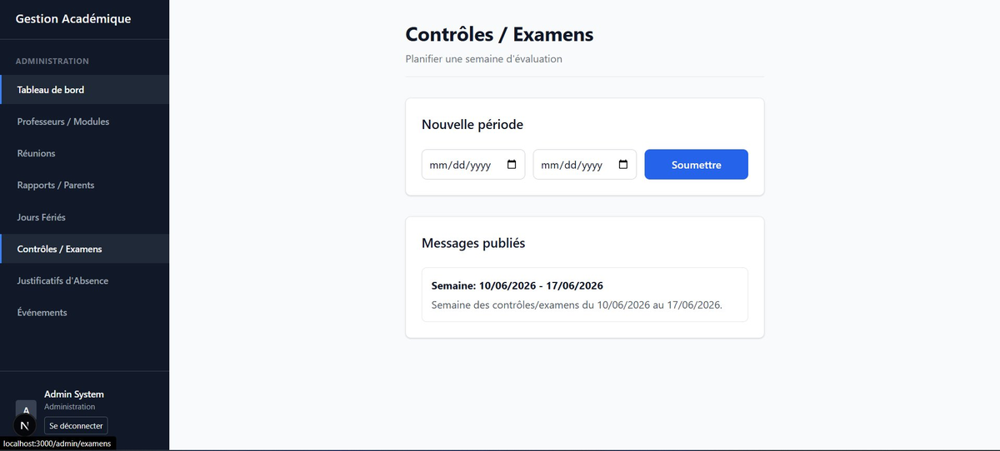 Gestion Académique
ADMINISTRATION
Tableau de bord
Professeurs / Modules
Réunions
Rapports / Parents
Jours Fériés
Contrôles / Examens
Justificatifs d'Absence
Événements
A
Admin System
Administration
N
Se déconnecter
localhost:3000/admin/examens
Contrôles / Examens
Planifier une semaine d'évaluation
Nouvelle période
mm/dd/yyyy mm/dd/yyyy Soumettre
Messages publiés
Semaine: 10/06/2026 - 17/06/2026
Semaine des contrôles/examens du 10/06/2026 au 17/06/2026.